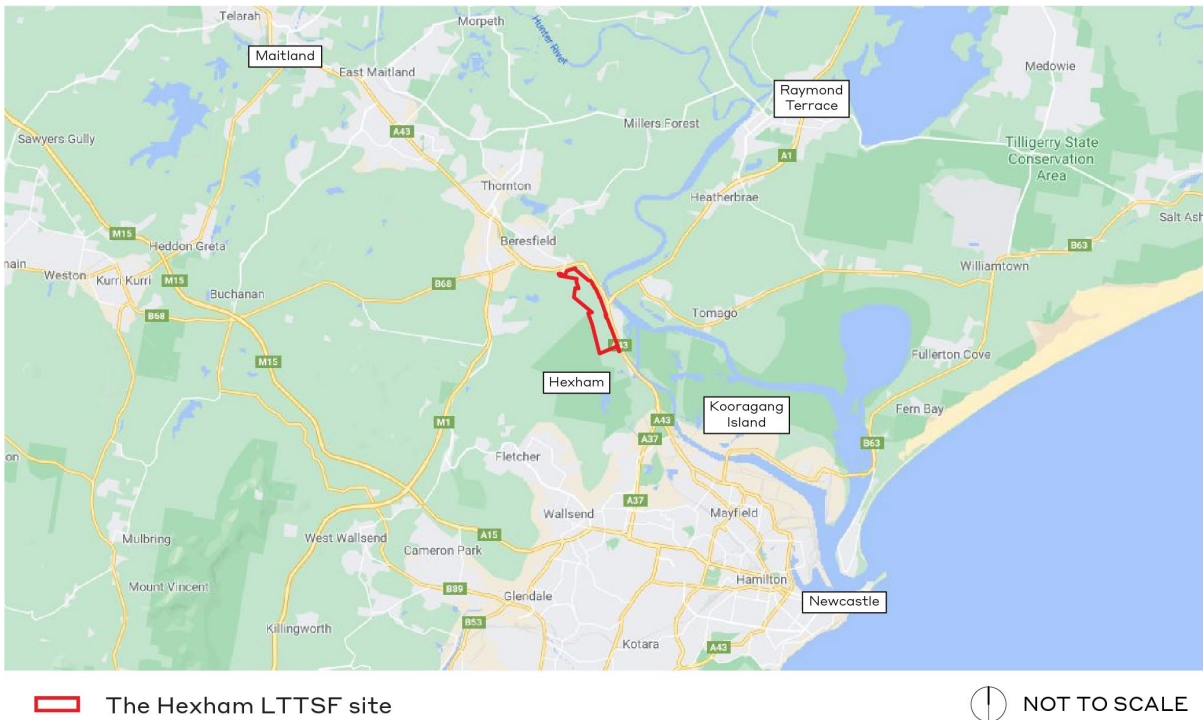 Telarah
Morpeth
Hunter River
Maitland
East Maitland
Medowie
Raymond
Terrace
A43
Millers Forest
Sawyers Gully
Tilligerry State
Conservation
Area
A1
Thornton
Heatherbrae
Salt Ash
M15
Beresfield
Heddon Greta
B63
main
Weston
Kurri Kurri
M15
Williamtown
B68
Buchanan
B68
Tomago
A43
M15
Fullerton Cove
Hexham
Kooragang
Island
Fern Bay
M1
A43
A37
B63
on
Fletcher
A37
Wallsend
Mayfield
Mulbring
West Wallsend
A15
Cameron Park
Mount Vincent
B89
Hamilton
Glendale
Newcastle
B53
Killingworth
Kotara
A43
The Hexham LTTSF site
NOT TO SCALE